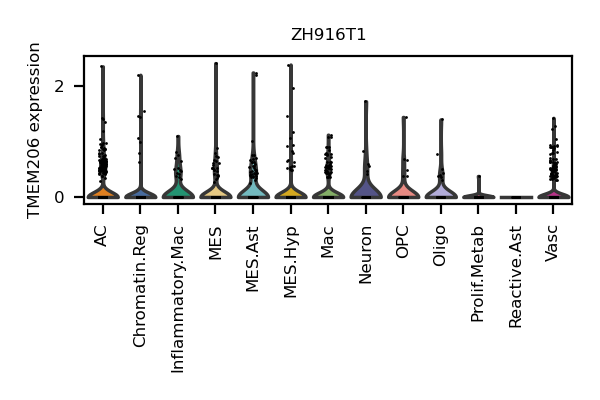 ZH916T1
TMEM206 expression
2
0
AC
Chromatin.Reg
Inflammatory.Mac
MES
MES.Ast
MES.Hyp
Mac
Neuron
OPC
Oligo
Prolif.Metab
Reactive.Ast
Vasc